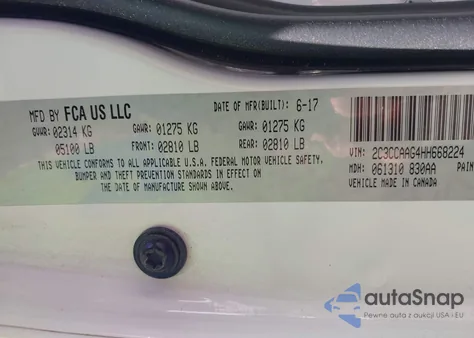 MFD BY FCA US LLC DATE OF MFR(BUILT): 6-17
GVWR: 02314 KG GAWR: 01275 KG GAWR: 01275 KG
05100 LB FRONT: 02810 LB REAR: 02810 LB
THIS VEHICLE CONFORMS TO ALL APPLICABLE U.S.A. FEDERAL MOTOR VEHICLE SAFETY,
BUMPER AND THEFT PREVENTION STANDARDS IN EFFECT ON
THE DATE OF MANUFACTURE SHOWN ABOVE.
VIN: 2C3CCAAG4HH668224
MDH: 061310 830AA PAIN
VEHICLE MADE IN CANADA
autoSnap
Pewne auta z aukcji USA i EU